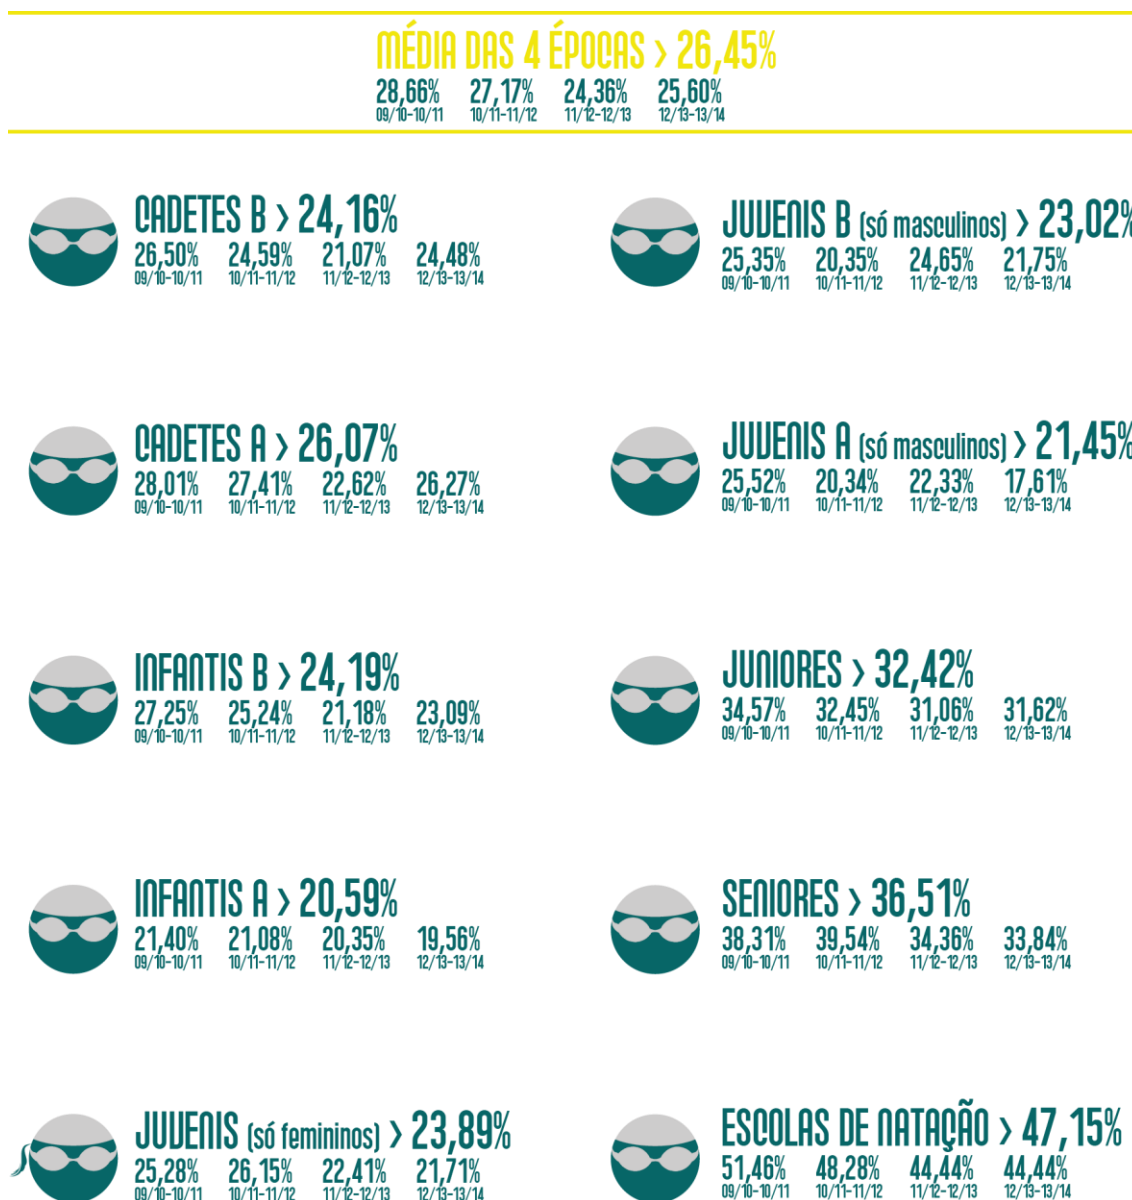 MÉDIA DAS 4 ÉPOCAS > 26,45%
28,66% 27,17% 24,36% 25,60%
09/10-10/11 10/11-11/12 11/12-12/13 12/13-13/14
CADETES B > 24,16%
26,50% 24,59% 21,07% 24,48%
09/10-10/11 10/11-11/12 11/12-12/13 12/13-13/14
CADETES A > 26,07%
28,01% 27,41% 22,62% 26,27%
09/10-10/11 10/11-11/12 11/12-12/13 12/13-13/14
INFANTIS B > 24,19%
27,25% 25,24% 21,18% 23,09%
09/10-10/11 10/11-11/12 11/12-12/13 12/13-13/14
INFANTIS A > 20,59%
21,40% 21,08% 20,35% 19,56%
09/10-10/11 10/11-11/12 11/12-12/13 12/13-13/14
JUVENIS (só femininos) > 23,89%
25,28% 26,15% 22,41% 21,71%
09/10-10/11 10/11-11/12 11/12-12/13 12/13-13/14
JUVENIS B (só masculinos) > 23,02%
25,35% 20,35% 24,65% 21,75%
09/10-10/11 10/11-11/12 11/12-12/13 12/13-13/14
JUVENIS A (só masculinos) > 21,45%
25,52% 20,34% 22,33% 17,61%
09/10-10/11 10/11-11/12 11/12-12/13 12/13-13/14
JUNIORES > 32,42%
34,57% 32,45% 31,06% 31,62%
09/10-10/11 10/11-11/12 11/12-12/13 12/13-13/14
SENIORES > 36,51%
38,31% 39,54% 34,36% 33,84%
09/10-10/11 10/11-11/12 11/12-12/13 12/13-13/14
ESCOLAS DE NATAÇÃO > 47,15%
51,46% 48,28% 44,44% 44,44%
09/10-10/11 10/11-11/12 11/12-12/13 12/13-13/14